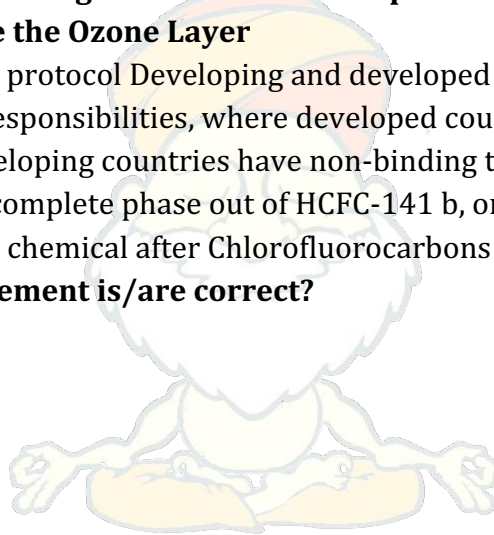 e the Ozone Layer
protocol Developing and developed
esponsibilities, where developed cou
eloping countries have non-binding t
complete phase out of HCFC-141 b, or
chemical after Chlorofluorocarbons
ement is/are correct?